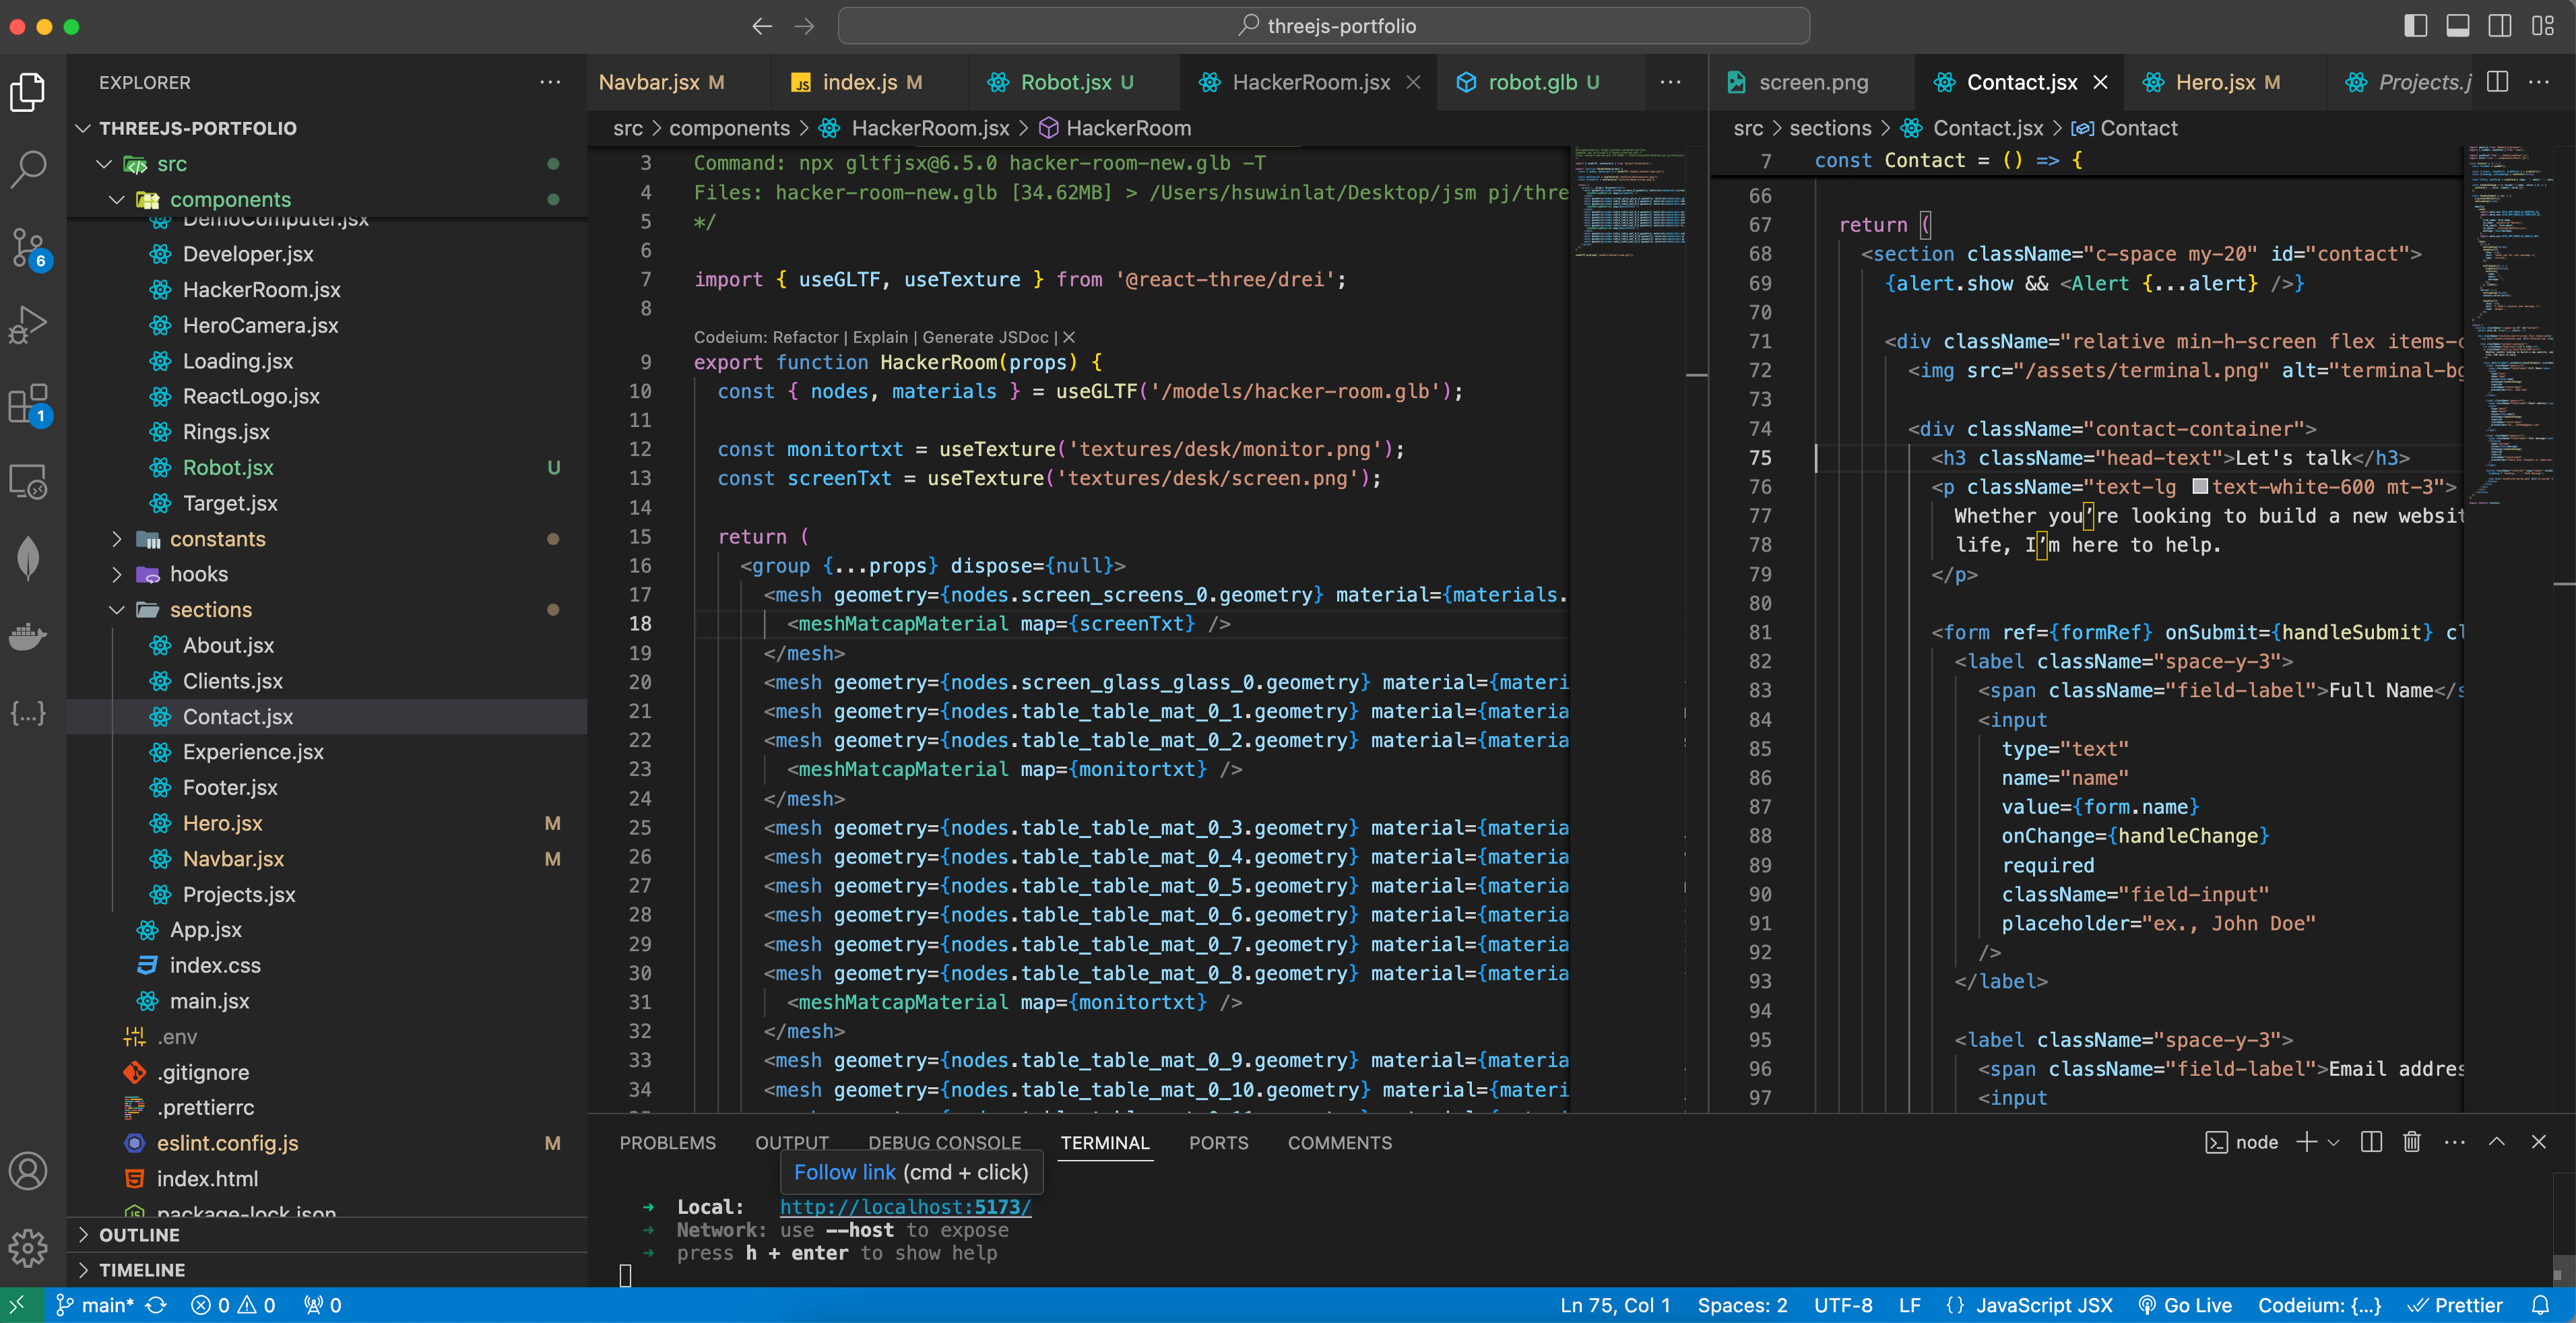 threejs-portfolio
EXPLORER
THREEJS-PORTFOLIO
src
components
DemoComputer.jsx
Developer.jsx
HackerRoom.jsx
HeroCamera.jsx
Loading.jsx
ReactLogo.jsx
Rings.jsx
Robot.jsx U
Target.jsx
constants
hooks
sections
About.jsx
Clients.jsx
Contact.jsx
Experience.jsx
Footer.jsx
Hero.jsx M
Navbar.jsx M
Projects.jsx
App.jsx
index.css
main.jsx
.env
.gitignore
.prettierrc
eslint.config.js M
index.html
package-lock.json
OUTLINE
TIMELINE
6
1
Navbar.jsx M
JS index.js M
Robot.jsx U
HackerRoom.jsx
robot.glb U
src > components > HackerRoom.jsx > HackerRoom
3 Command: npx gltfjsx@6.5.0 hacker-room-new.glb -T
4 Files: hacker-room-new.glb [34.62MB] > /Users/hsuwinlat/Desktop/jsm pj/thre
5 */
6
7 import { useGLTF, useTexture } from '@react-three/drei';
8
Codeium: Refactor | Explain | Generate JSDoc | ✕
9 export function HackerRoom(props) {
10 const { nodes, materials } = useGLTF('/models/hacker-room.glb');
11
12 const monitortxt = useTexture('textures/desk/monitor.png');
13 const screenTxt = useTexture('textures/desk/screen.png');
14
15 return (
16 <group {...props} dispose={null}>
17 <mesh geometry={nodes.screen_screens_0.geometry} material={materials.
18 <meshMatcapMaterial map={screenTxt} />
19 </mesh>
20 <mesh geometry={nodes.screen_glass_glass_0.geometry} material={materi
21 <mesh geometry={nodes.table_table_mat_0_1.geometry} material={materia
22 <mesh geometry={nodes.table_table_mat_0_2.geometry} material={materia
23 <meshMatcapMaterial map={monitortxt} />
24 </mesh>
25 <mesh geometry={nodes.table_table_mat_0_3.geometry} material={materia
26 <mesh geometry={nodes.table_table_mat_0_4.geometry} material={materia
27 <mesh geometry={nodes.table_table_mat_0_5.geometry} material={materia
28 <mesh geometry={nodes.table_table_mat_0_6.geometry} material={materia
29 <mesh geometry={nodes.table_table_mat_0_7.geometry} material={materia
30 <mesh geometry={nodes.table_table_mat_0_8.geometry} material={materia
31 <meshMatcapMaterial map={monitortxt} />
32 </mesh>
33 <mesh geometry={nodes.table_table_mat_0_9.geometry} material={materia
34 <mesh geometry={nodes.table_table_mat_0_10.geometry} material={materi
screen.png
Contact.jsx
Hero.jsx M
Projects.j
src > sections > Contact.jsx > Contact
7 const Contact = () => {
66
67 return (
68 <section className="c-space my-20" id="contact">
69 {alert.show && <Alert {...alert} />}
70
71 <div className="relative min-h-screen flex items-c
72 <img src="/assets/terminal.png" alt="terminal-bg
73
74 <div className="contact-container">
75 <h3 className="head-text">Let's talk</h3>
76 <p className="text-lg text-white-600 mt-3">
77 Whether you’re looking to build a new websit
78 life, I’m here to help.
79 </p>
80
81 <form ref={formRef} onSubmit={handleSubmit} cl
82 <label className="space-y-3">
83 <span className="field-label">Full Name</s
84 <input
85 type="text"
86 name="name"
87 value={form.name}
88 onChange={handleChange}
89 required
90 className="field-input"
91 placeholder="ex., John Doe"
92 />
93 </label>
94
95 <label className="space-y-3">
96 <span className="field-label">Email addres
97 <input
PROBLEMS OUTPUT DEBUG CONSOLE TERMINAL PORTS COMMENTS
node
Follow link (cmd + click)
➜ Local: http://localhost:5173/
➜ Network: use --host to expose
➜ press h + enter to show help
main* 0 0 0
Ln 75, Col 1 Spaces: 2 UTF-8 LF {} JavaScript JSX Go Live Codeium: {...} Prettier